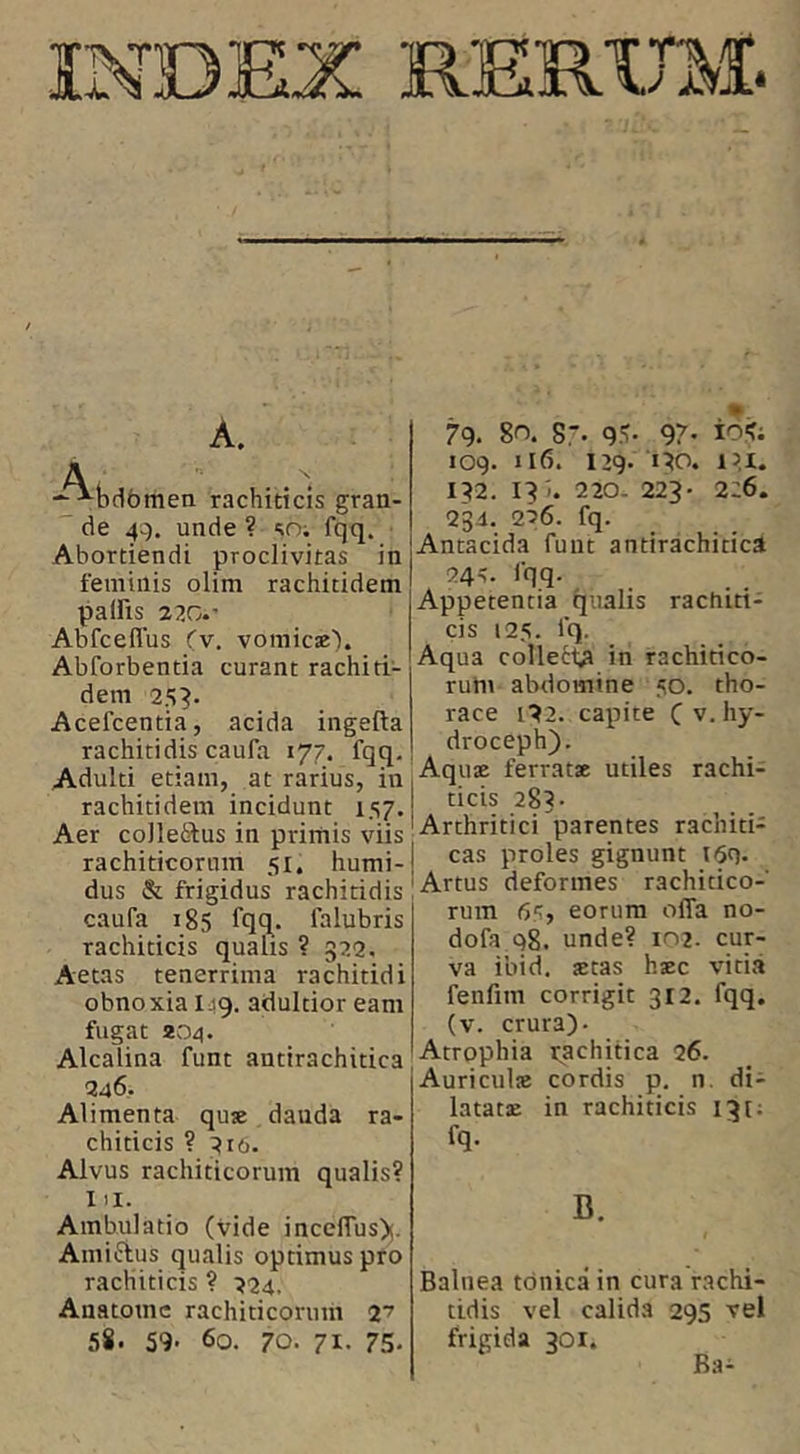 INDEX RERUM.
A.
Abdomen rachiticis gran-
de 49. unde? 50. ſqq.
Abortiendi proclivitas in
feminis olim rachitidem
paſſis 220.
Abſceſſus (v. vomicæ).
Abſorbentia curant rachiti-
dem 253.
Aceſcentia, acida ingeſta
rachitidis cauſa 177. ſqq.
Adulti etiam, at rarius, in
rachitidem incidunt 157.
Aer collectus in primis viis
rachiticorum 51. humi-
dus & frigidus rachitidis
cauſa 185 ſqq. ſalubris
rachiticis qualis? 322.
Aetas tenerrima rachitidi
obnoxia 149. adultior eam
fugat 204.
Alcalina ſunt antirachitica
246.
Alimenta quæ danda ra-
chiticis? 316.
Alvus rachiticorum qualis?
111.
Ambulatio (vide inceſſus).
Amictus qualis optimus pro
rachiticis? 324.
Anatome rachiticorum 27
58. 59. 60. 70. 71. 75.
79. 80. 87. 95. 97. 105.
109. 116. 129. 130. 131.
132. 220. 223. 226.
234. 236. ſq.
Antacida ſunt antirachitica
245. ſqq.
Appetentia qualis rachiti-
cis 125. ſq.
Aqua collecta in rachitico-
rum abdomine 50. tho-
race 132. capite (v. hy-
droceph).
Aquæ ferratæ utiles rachi-
ticis 283.
Arthritici parentes rachiti-
cas proles gignunt 169.
Artus deformes rachitico-
rum 65, eorum oſſa no-
doſa 98. unde? 102. cur-
va ibid. ætas hæc vitia
ſenſim corrigit 312. ſqq.
(v. crura).
Atrophia rachitica 26.
Auriculæ cordis p. n. di-
latatæ in rachiticis 131.
ſq.
B.
Balnea tonica in cura rachi-
tidis vel calida 295 vel
frigida 301.
Ba-